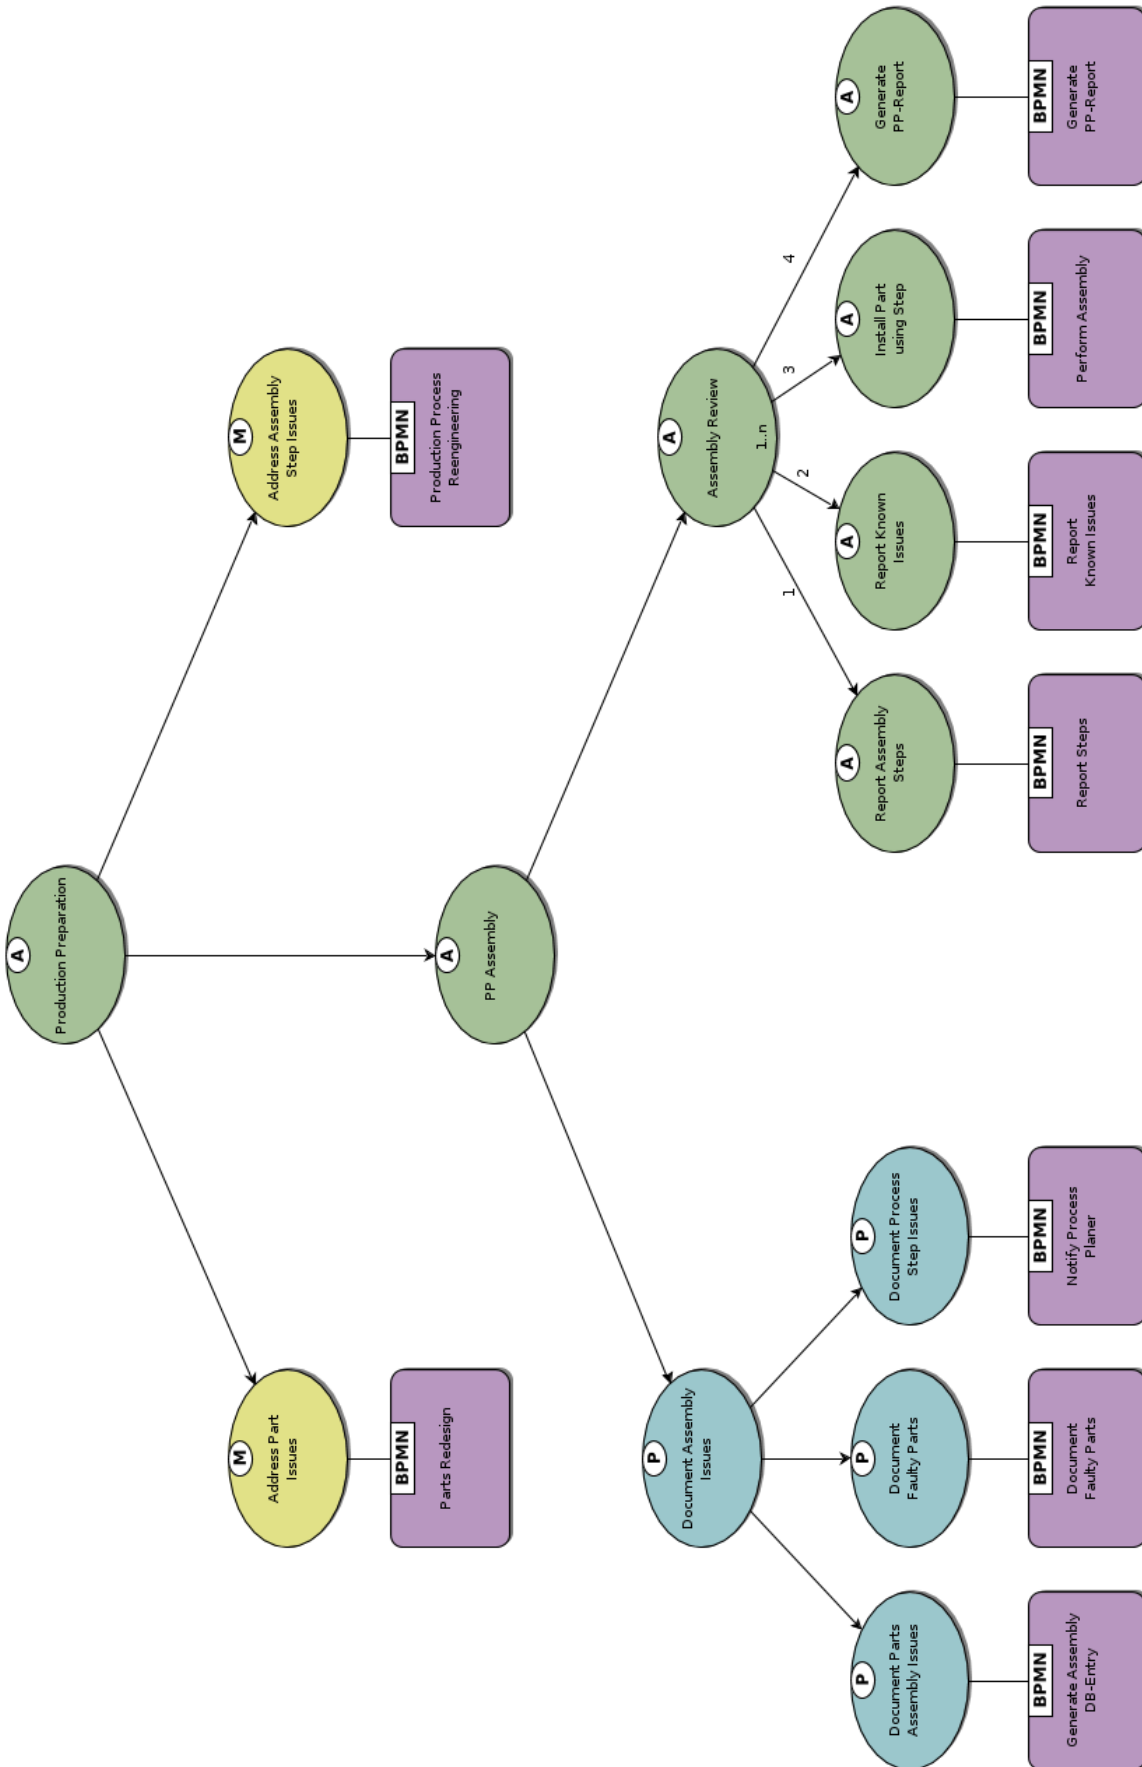 A
Production Preparation
M
Address Part
Issues
BPMN
Parts Redesign
M
Address Assembly
Step Issues
BPMN
Production Process
Reengineering
A
PP Assembly
P
Document Assembly
Issues
A
Assembly Review
1..n
1
2
3
4
P
Document Parts
Assembly Issues
P
Document
Faulty Parts
P
Document Process
Step Issues
A
Report Assembly
Steps
A
Report Known
Issues
A
Install Part
using Step
A
Generate
PP-Report
BPMN
Generate Assembly
DB-Entry
BPMN
Document
Faulty Parts
BPMN
Notify Process
Planer
BPMN
Report Steps
BPMN
Report
Known Issues
BPMN
Perform Assembly
BPMN
Generate
PP-Report